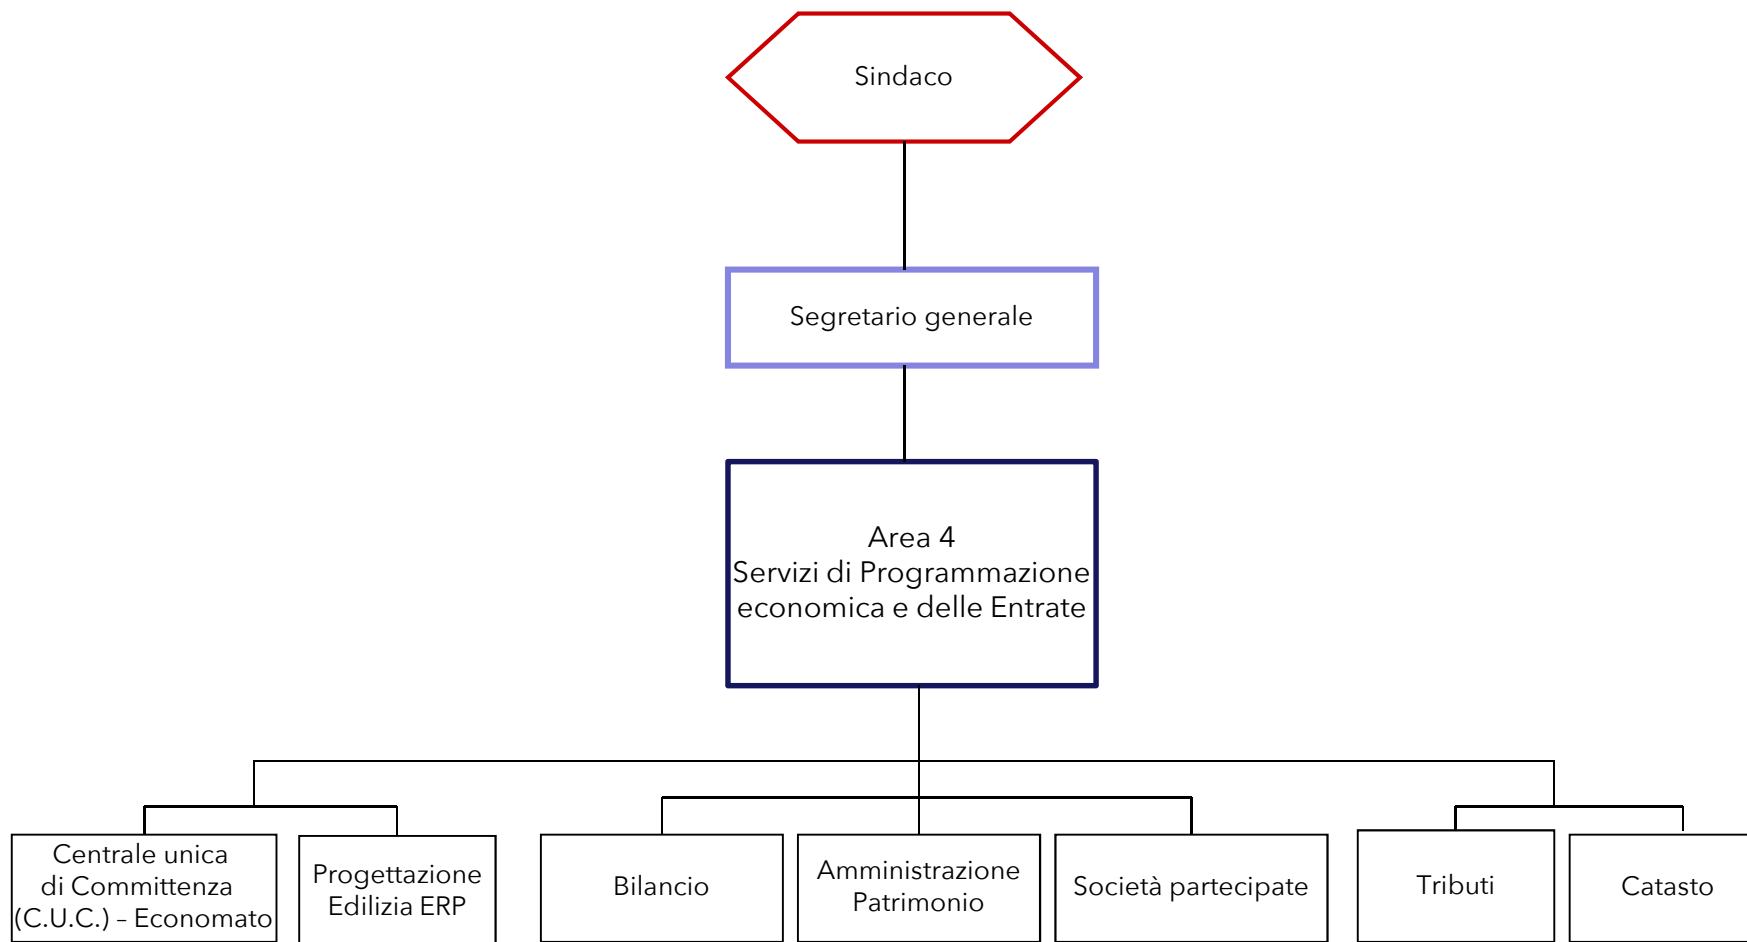 Sindaco
Segretario generale
Area 4
Servizi di Programmazione
economica e delle Entrate
Centrale unica
di Committenza
(C.U.C.) – Economato
Progettazione
Edilizia ERP
Bilancio
Amministrazione
Patrimonio
Società partecipate
Tributi
Catasto